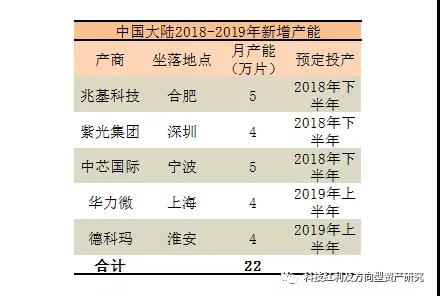 中国大陆2018-2019年新增产能
产商 坐落地点 月产能（万片） 预定投产
兆基科技 合肥 5 2018年下半年
紫光集团 深圳 4 2018年下半年
中芯国际 宁波 5 2018年下半年
华力微 上海 4 2019年上半年
德科玛 淮安 4 2019年上半年
合计 22
科技红利及方向型资产研究